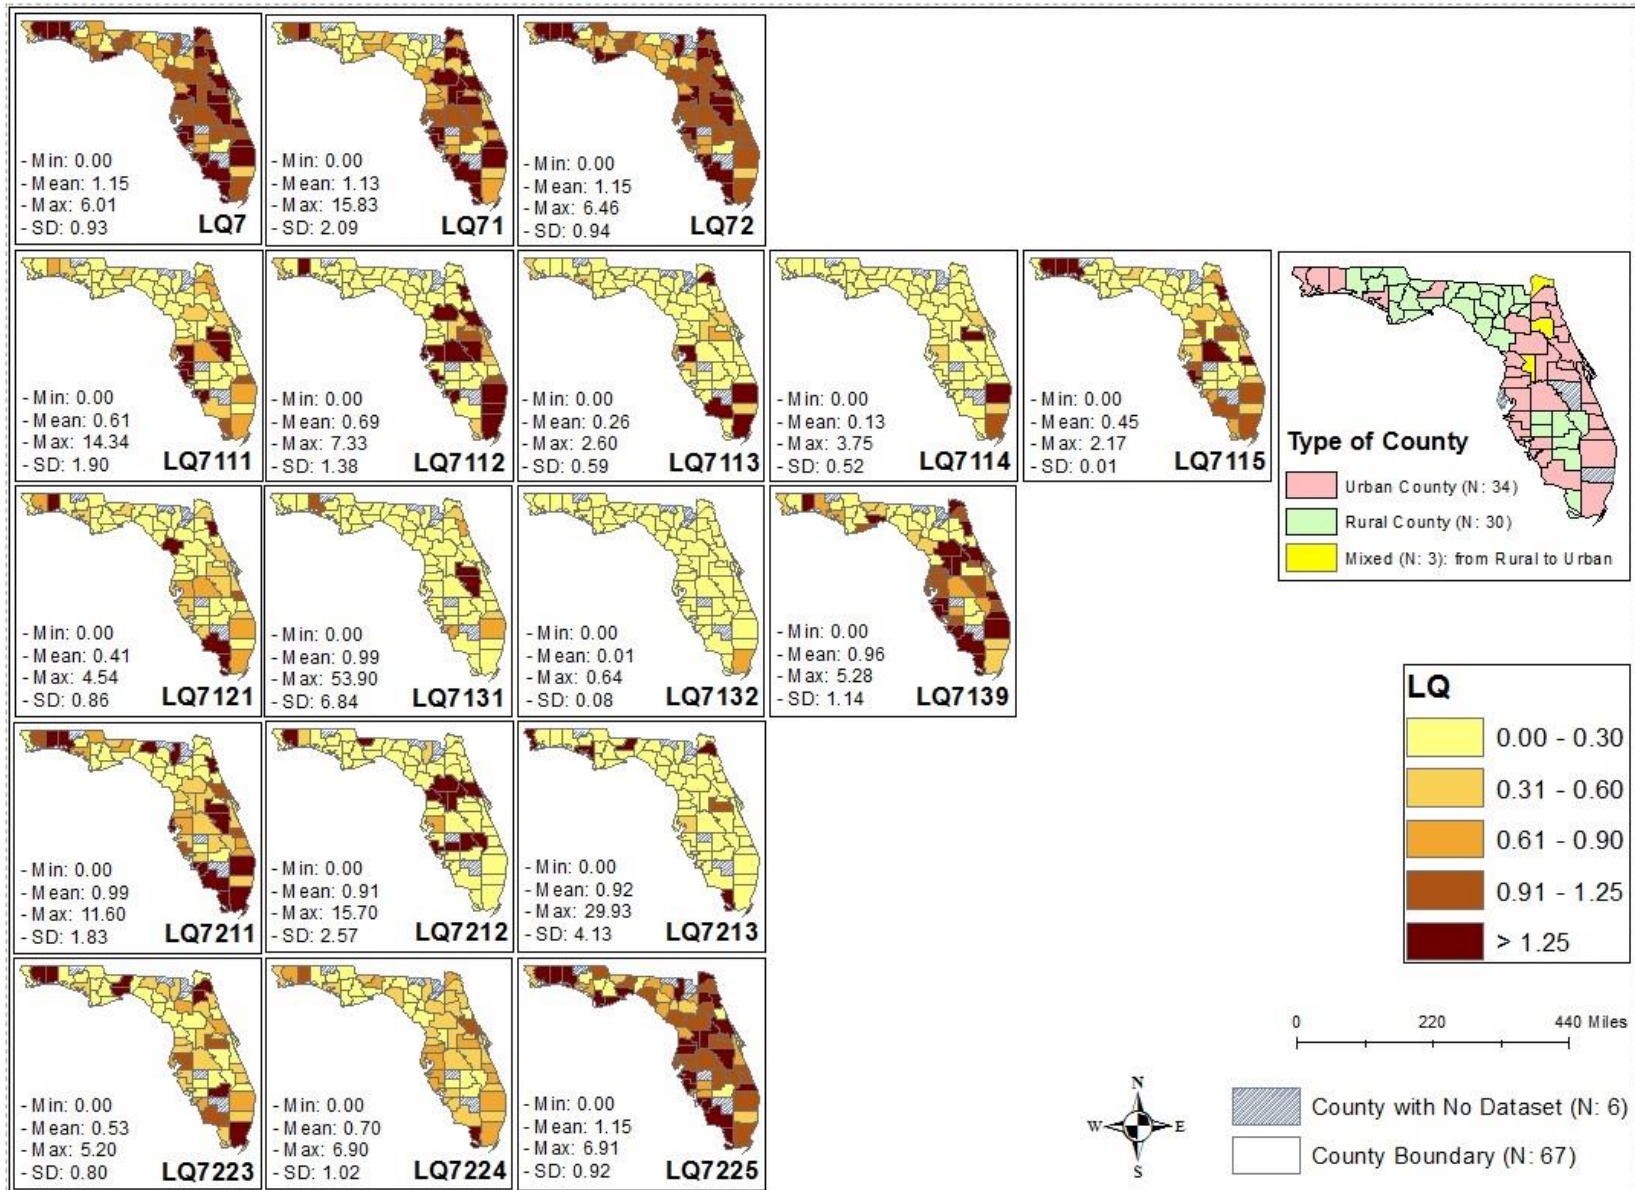 - Min: 0.00
- Mean: 1.15
- Max: 6.01
- SD: 0.93
LQ7
- Min: 0.00
- Mean: 1.13
- Max: 15.83
- SD: 2.09
LQ71
- Min: 0.00
- Mean: 1.15
- Max: 6.46
- SD: 0.94
LQ72
- Min: 0.00
- Mean: 0.61
- Max: 14.34
- SD: 1.90
LQ7111
- Min: 0.00
- Mean: 0.69
- Max: 7.33
- SD: 1.38
LQ7112
- Min: 0.00
- Mean: 0.26
- Max: 2.60
- SD: 0.59
LQ7113
- Min: 0.00
- Mean: 0.13
- Max: 3.75
- SD: 0.52
LQ7114
- Min: 0.00
- Mean: 0.45
- Max: 2.17
- SD: 0.01
LQ7115
Type of County
Urban County (N: 34)
Rural County (N: 30)
Mixed (N: 3): from Rural to Urban
- Min: 0.00
- Mean: 0.41
- Max: 4.54
- SD: 0.86
LQ7121
- Min: 0.00
- Mean: 0.99
- Max: 53.90
- SD: 6.84
LQ7131
- Min: 0.00
- Mean: 0.01
- Max: 0.64
- SD: 0.08
LQ7132
- Min: 0.00
- Mean: 0.96
- Max: 5.28
- SD: 1.14
LQ7139
LQ
0.00 - 0.30
0.31 - 0.60
0.61 - 0.90
0.91 - 1.25
> 1.25
- Min: 0.00
- Mean: 0.99
- Max: 11.60
- SD: 1.83
LQ7211
- Min: 0.00
- Mean: 0.91
- Max: 15.70
- SD: 2.57
LQ7212
- Min: 0.00
- Mean: 0.92
- Max: 29.93
- SD: 4.13
LQ7213
- Min: 0.00
- Mean: 0.53
- Max: 5.20
- SD: 0.80
LQ7223
- Min: 0.00
- Mean: 0.70
- Max: 6.90
- SD: 1.02
LQ7224
- Min: 0.00
- Mean: 1.15
- Max: 6.91
- SD: 0.92
LQ7225
0 220 440 Miles
N
W E
S
County with No Dataset (N: 6)
County Boundary (N: 67)